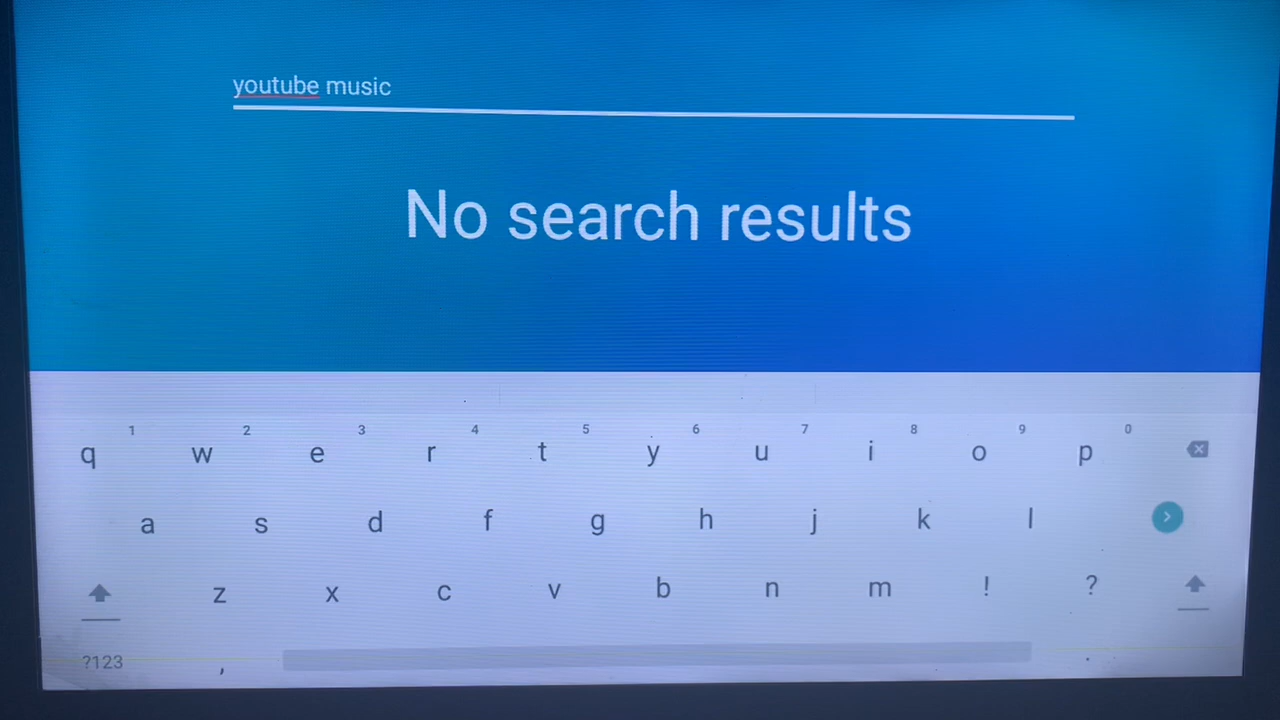 youtube music
No search results
1 2 3 4 5 6 7 8 9 0
q w e r t y u i o p
a s d f g h j k l
z x c v b n m ! ?
?123 , .